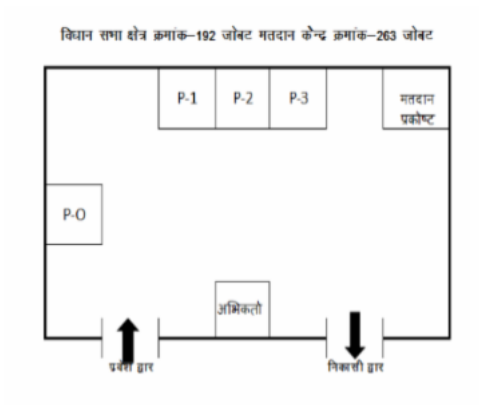 विधान सभा क्षेत्र क्रमांक–192 जोबट मतदान केन्द्र क्रमांक–263 जोबट
P-1 P-2 P-3 मतदान
प्रकोष्ट
P-O
अभिकर्ता
प्रवेश द्वार निकासी द्वार